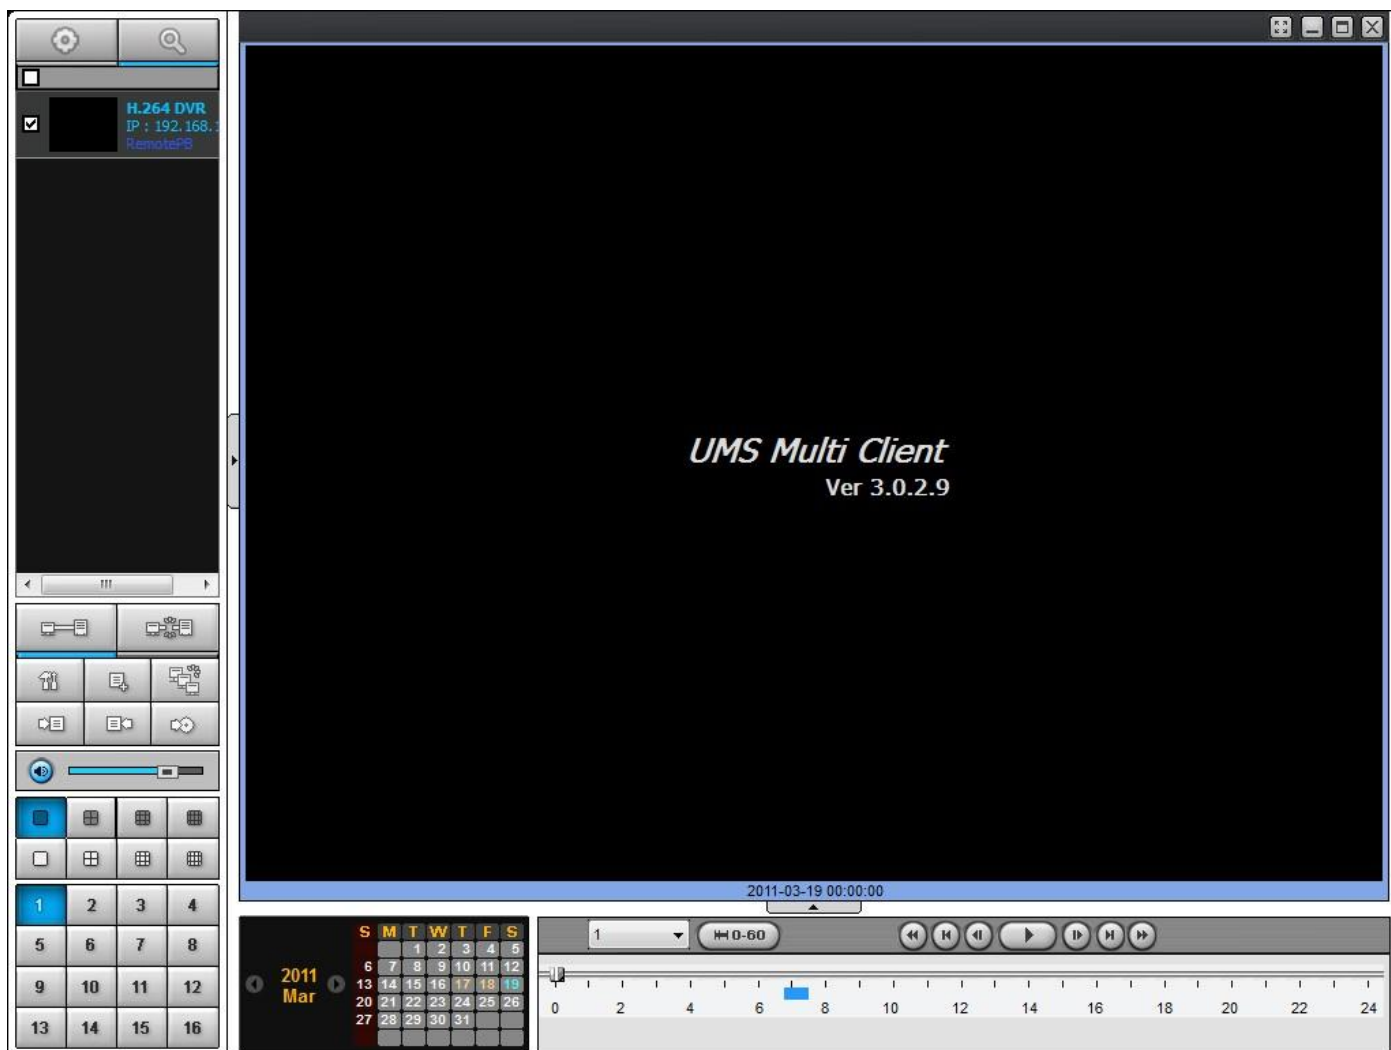 H.264 DVR
IP : 192.168.1
RemotePB
UMS Multi Client
Ver 3.0.2.9
2011-03-19 00:00:00
1 2 3 4
5 6 7 8
9 10 11 12
13 14 15 16
2011
Mar
S M T W T F S
1 2 3 4 5
6 7 8 9 10 11 12
13 14 15 16 17 18 19
20 21 22 23 24 25 26
27 28 29 30 31
1
0-60
0 2 4 6 8 10 12 14 16 18 20 22 24